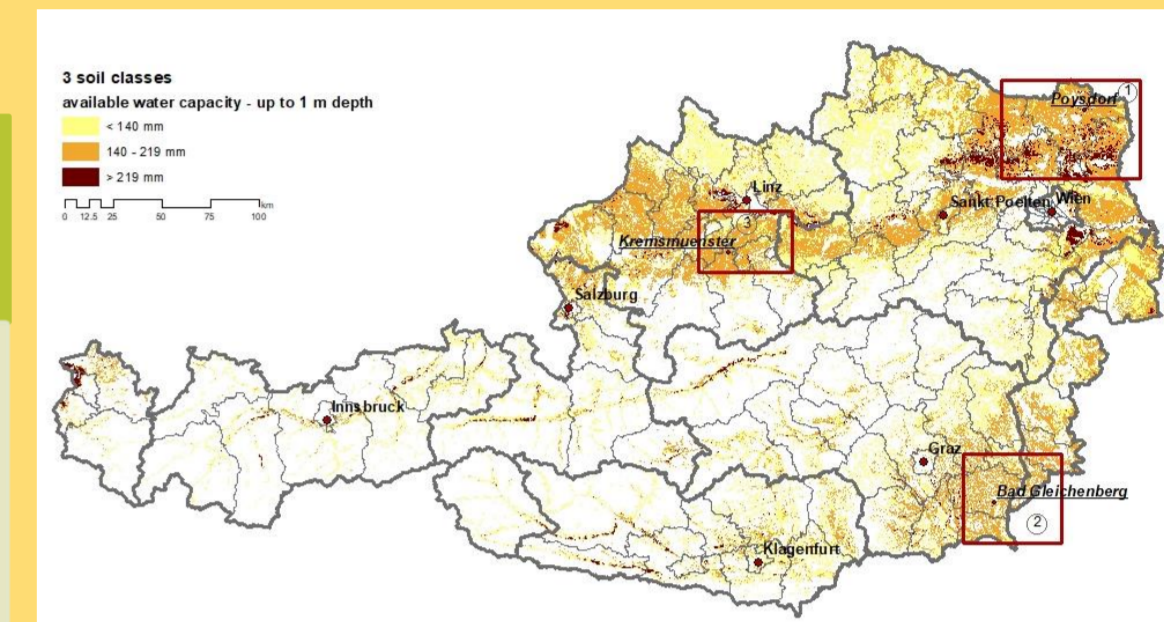 3 soil classes
available water capacity - up to 1 m depth
< 140 mm
140 - 219 mm
> 219 mm
km
0 12.5 25 50 75 100
Poysdorf
1
Linz
Sankt Poelten
Wien
3
Kremsmuenster
Salzburg
Innsbruck
Graz
Bad Gleichenberg
2
Klagenfurt